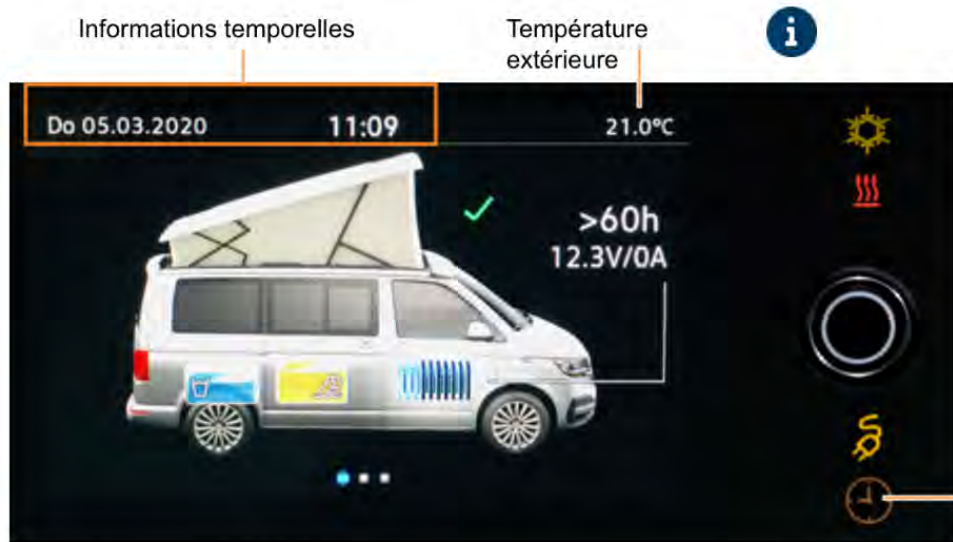 Informations temporelles
Température
extérieure
Do 05.03.2020 11:09 21.0°C
>60h
12.3V/0A